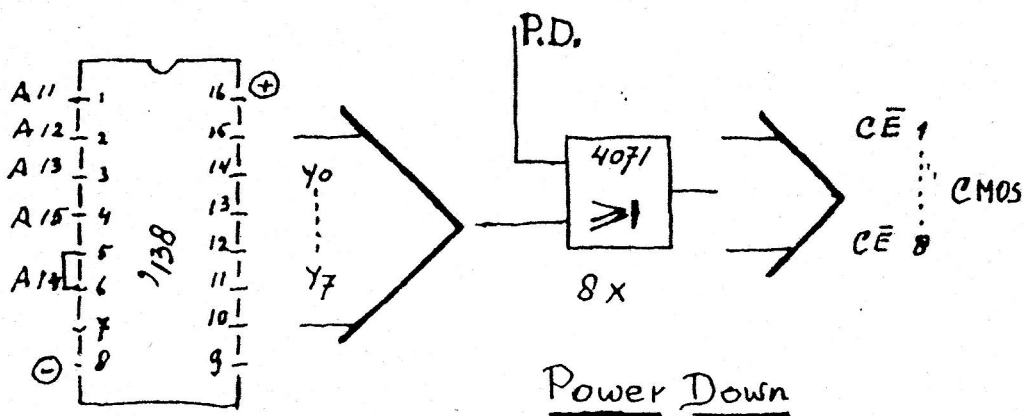 P.D.
A11 1 16 ⊕
A12 2 15
A13 3 14
A15 4 13
5 12
A14 6 11
7 10
⊖ 8 9
'138
Y0
Y7
4071
≥1
8x
CE̅ 1
CE̅ 8
CMOS
Power Down